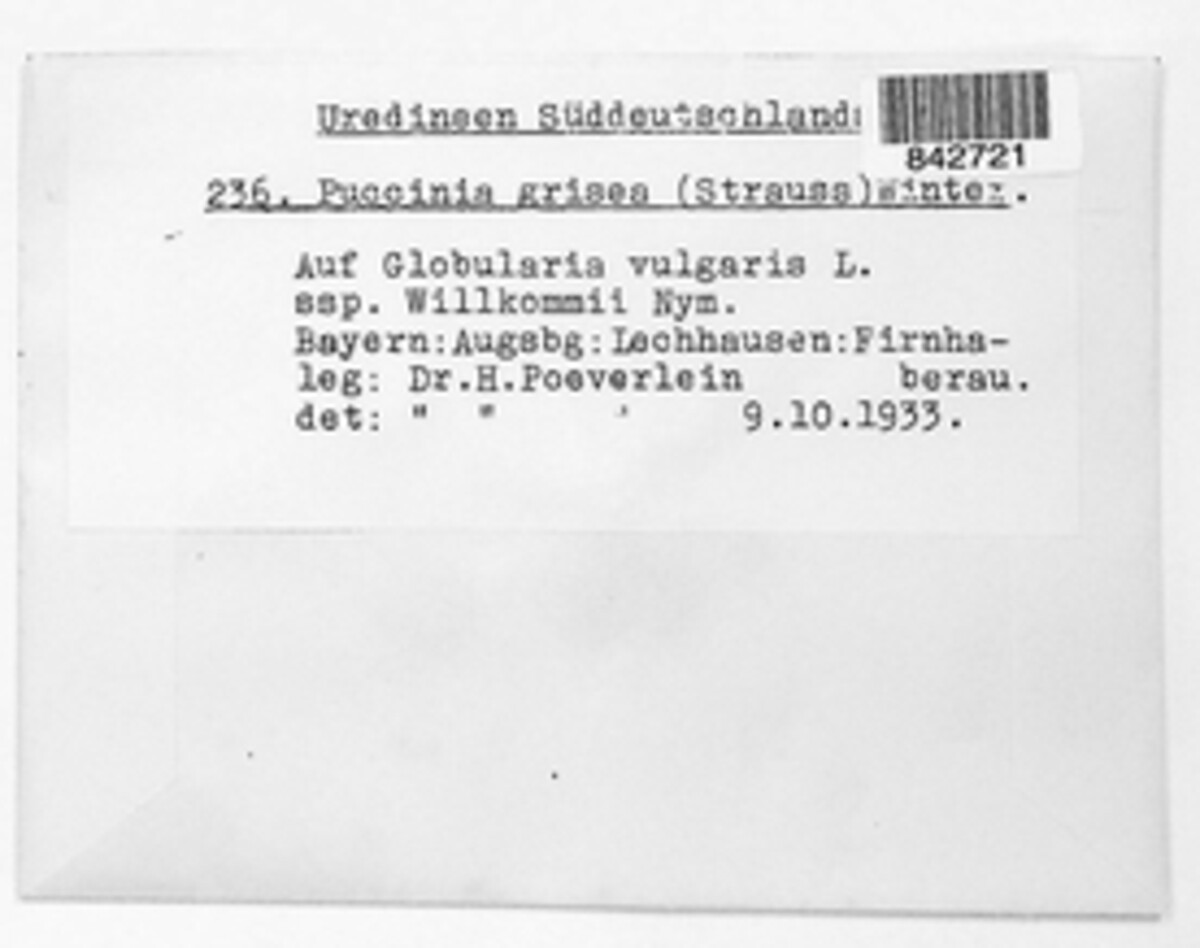 Uredineen Süddeutschlands
842721
236. Puccinia grisea (Strauss)Winter.
Auf Globularia vulgaris L.
ssp. Willkommii Nym.
Bayern:Augsbg:Lechhausen:Firnha-
leg: Dr.H.Poeverlein berau.
det: " " " 9.10.1933.